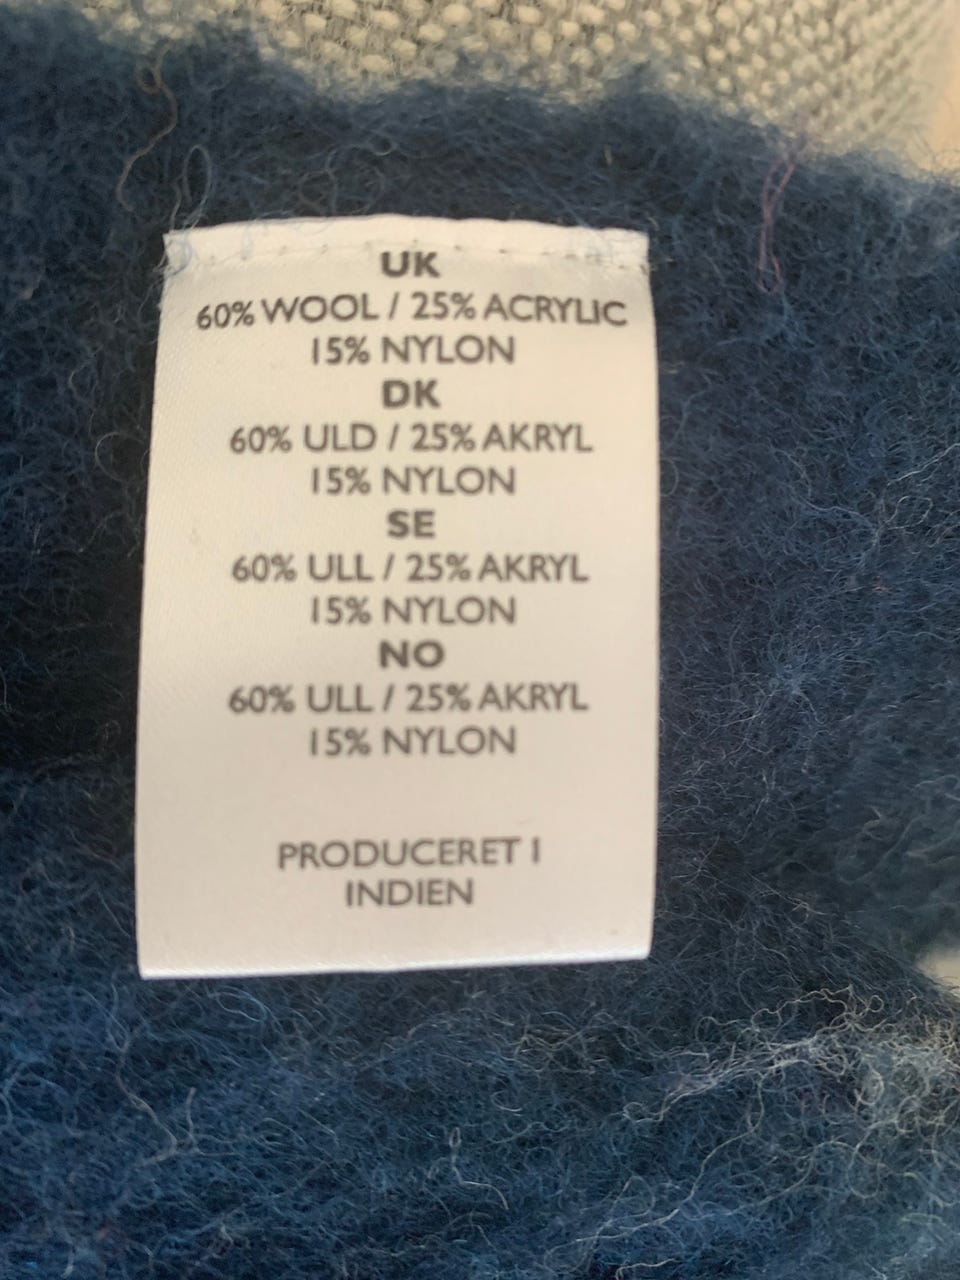 UK
60% WOOL / 25% ACRYLIC
15% NYLON
DK
60% ULD / 25% AKRYL
15% NYLON
SE
60% ULL / 25% AKRYL
15% NYLON
NO
60% ULL / 25% AKRYL
15% NYLON
PRODUCERET I
INDIEN